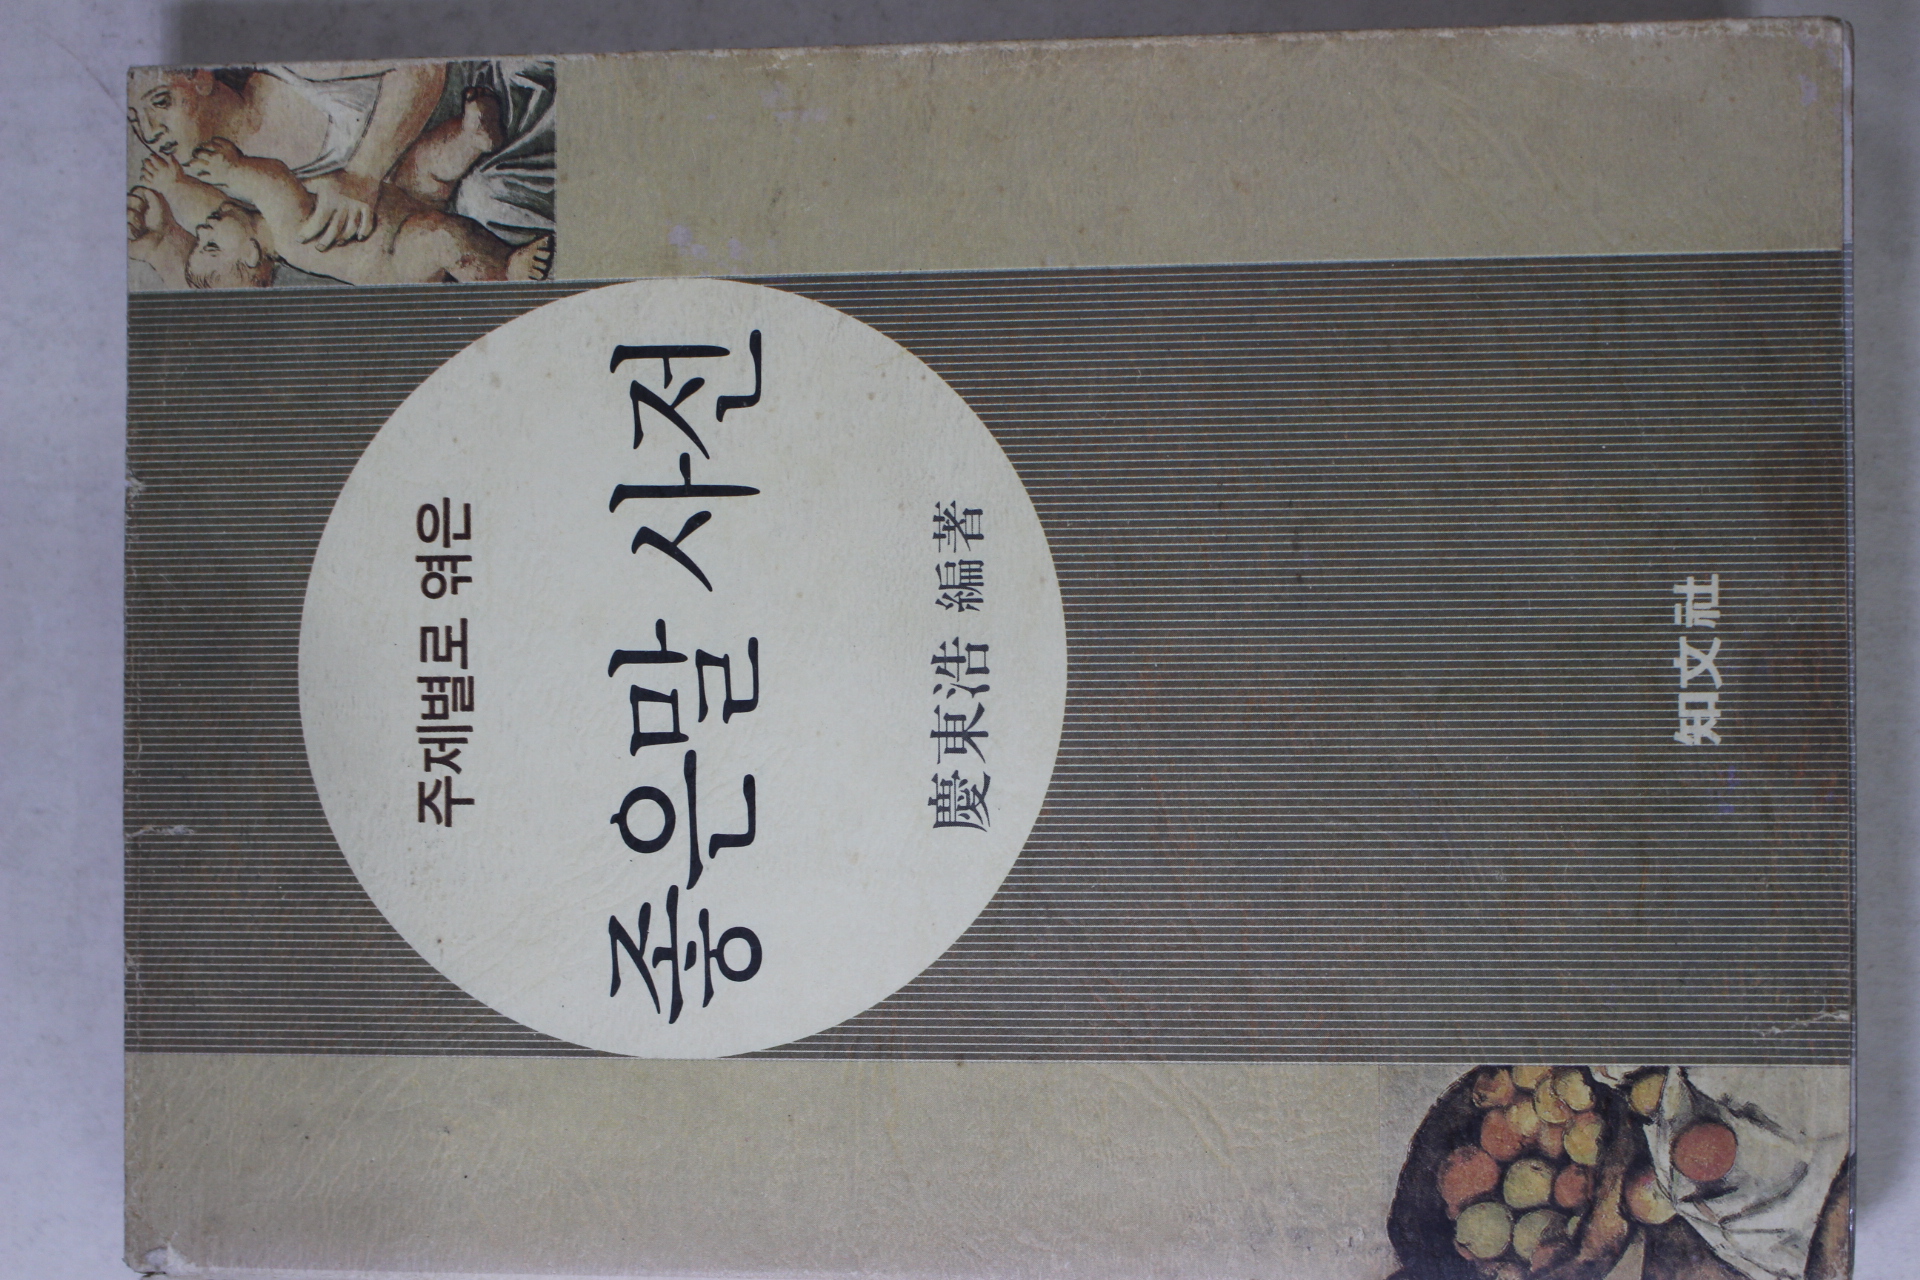 주제별로 엮은
좋은말 사전
慶東浩 編著
知文社